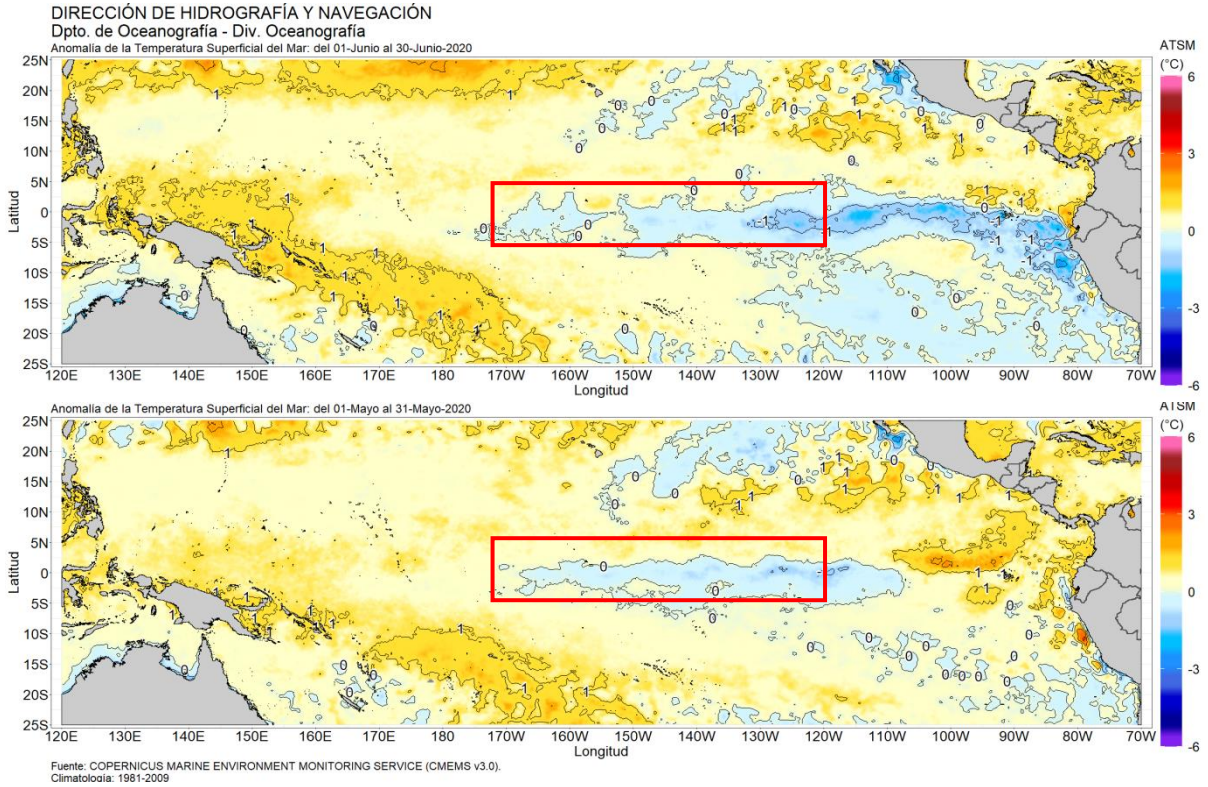 DIRECCIÓN DE HIDROGRAFÍA Y NAVEGACIÓN
Dpto. de Oceanografía - Div. Oceanografía
Anomalía de la Temperatura Superficial del Mar: del 01-Junio al 30-Junio-2020
ATSM
(°C)
25N
20N
15N
10N
5N
0
5S
10S
15S
20S
25S
Latitud
6
3
0
-3
-6
120E 130E 140E 150E 160E 170E 180 170W 160W 150W 140W 130W 120W 110W 100W 90W 80W 70W
Longitud
Anomalía de la Temperatura Superficial del Mar: del 01-Mayo al 31-Mayo-2020
ATSM
(°C)
25N
20N
15N
10N
5N
0
5S
10S
15S
20S
25S
Latitud
6
3
0
-3
-6
120E 130E 140E 150E 160E 170E 180 170W 160W 150W 140W 130W 120W 110W 100W 90W 80W 70W
Longitud
Fuente: COPERNICUS MARINE ENVIRONMENT MONITORING SERVICE (CMEMS v3.0).
Climatología: 1981-2009